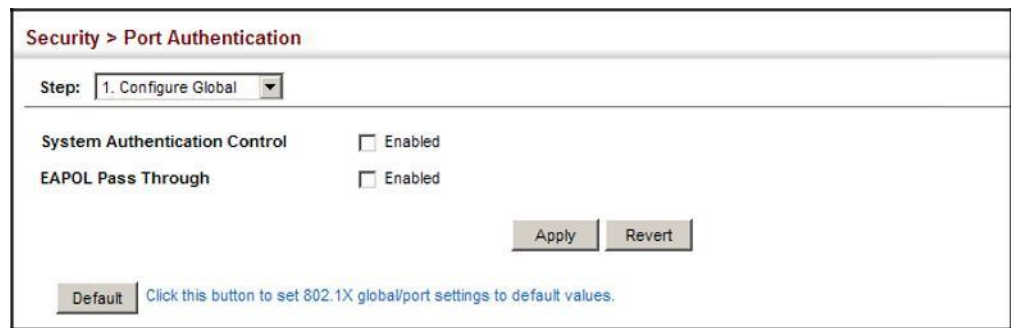 Security > Port Authentication
Step: 1. Configure Global
System Authentication Control Enabled
EAPOL Pass Through Enabled
Apply Revert
Default Click this button to set 802.1X global/port settings to default values.